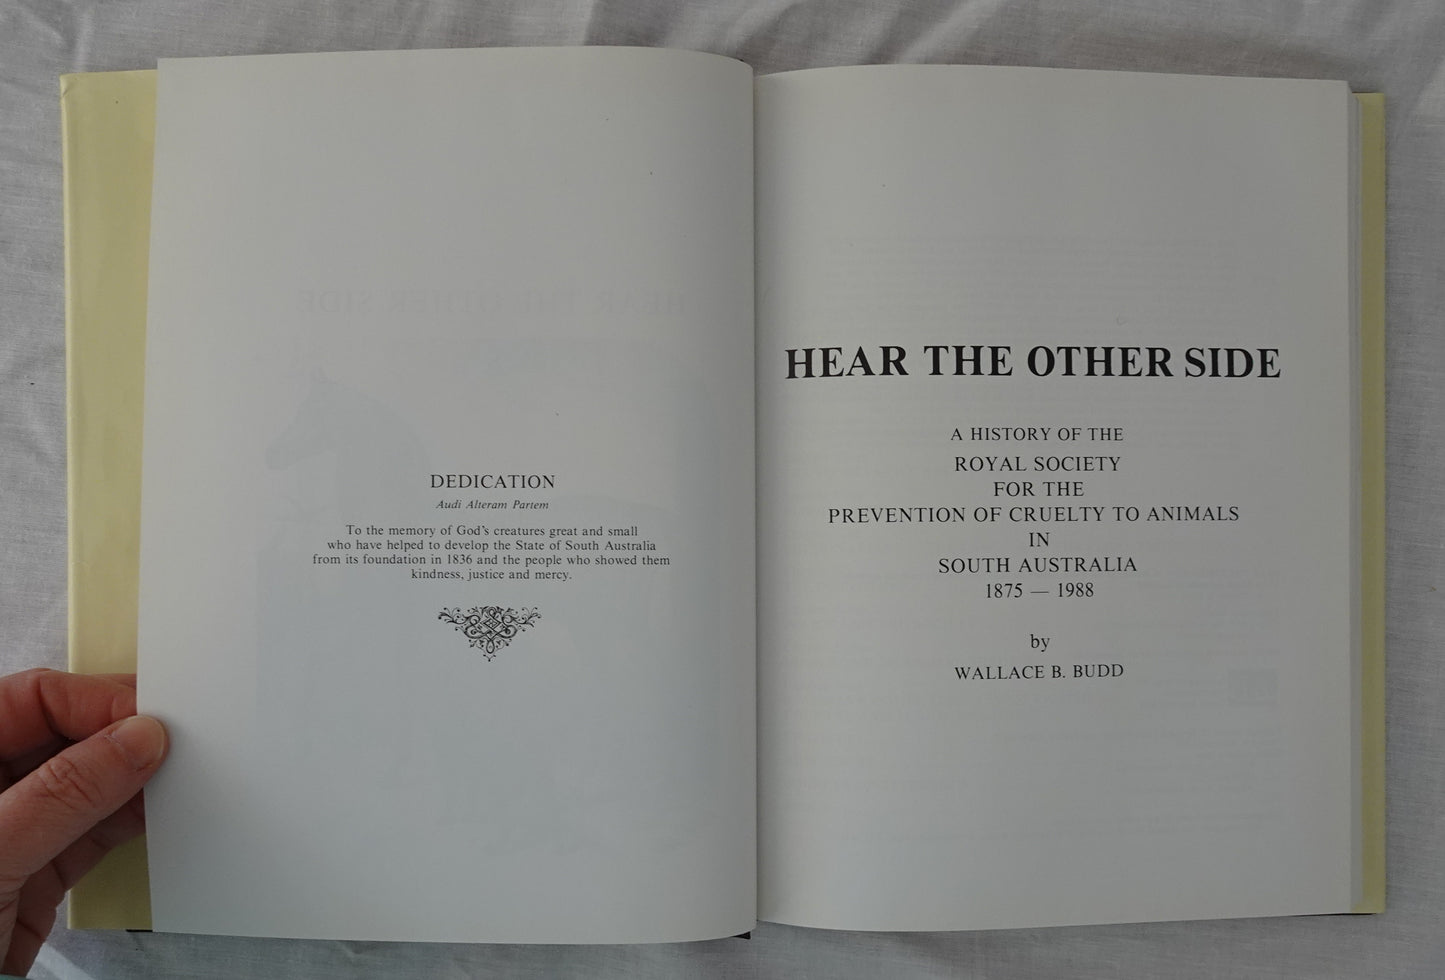 DEDICATION
Audi Alteram Partem
To the memory of God's creatures great and small
who have helped to develop the State of South Australia
from its foundation in 1836 and the people who showed them
kindness, justice and mercy.
HEAR THE OTHER SIDE
A HISTORY OF THE
ROYAL SOCIETY
FOR THE
PREVENTION OF CRUELTY TO ANIMALS
IN
SOUTH AUSTRALIA
1875 — 1988
by
WALLACE B. BUDD